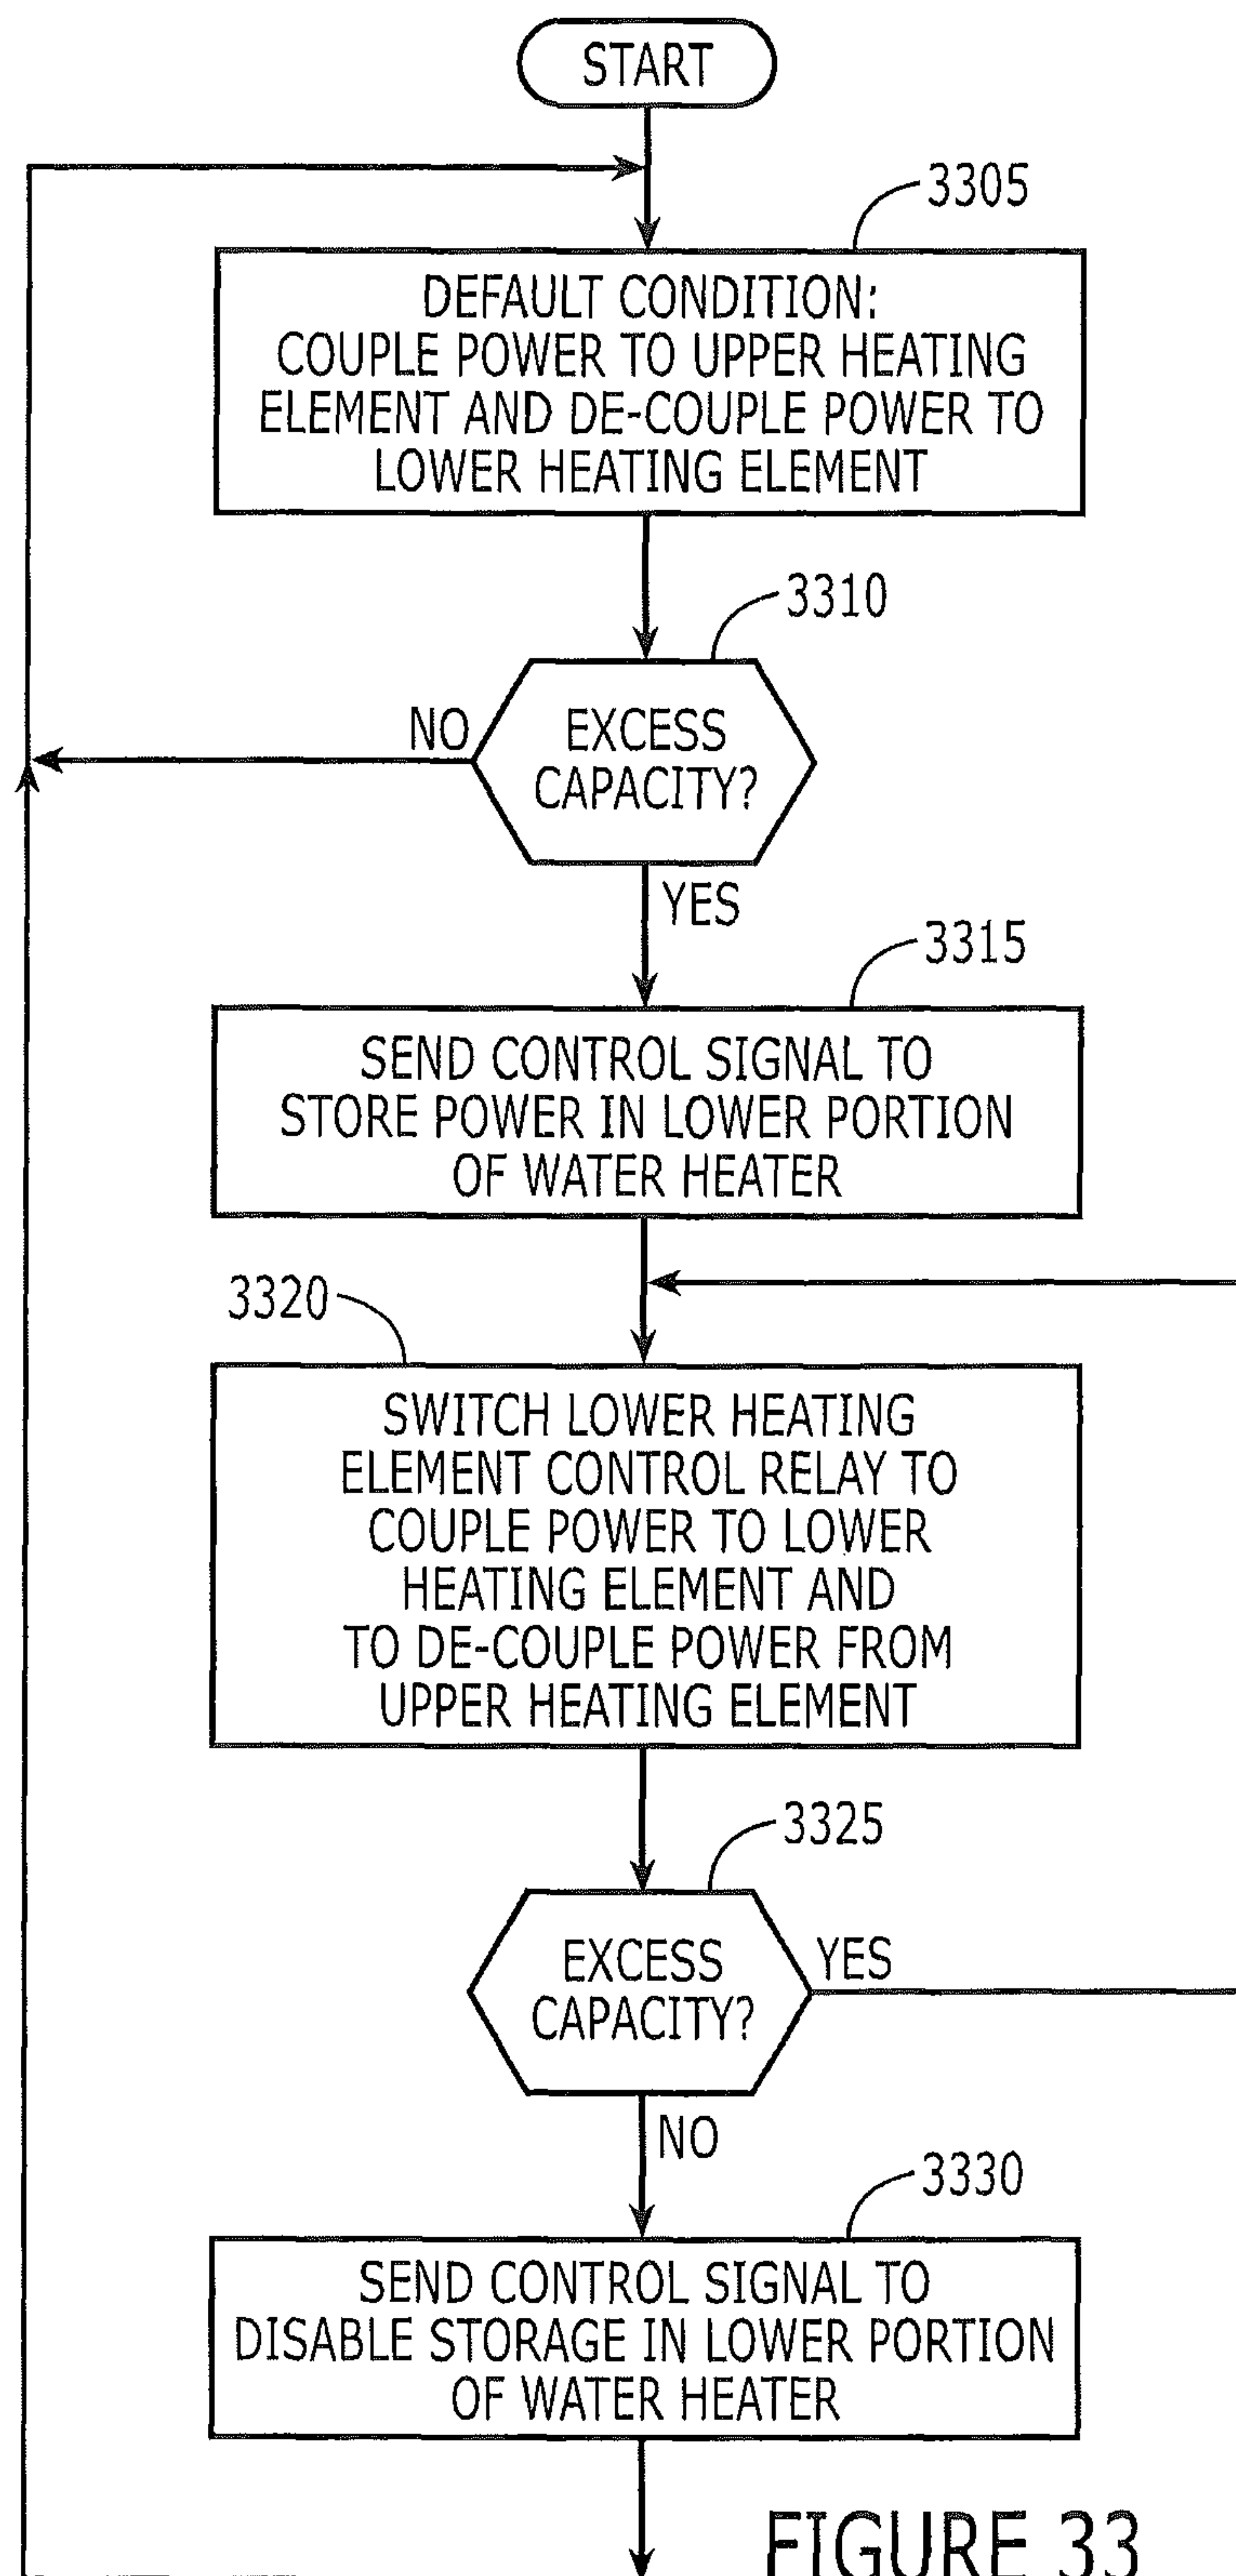 START
3305
DEFAULT CONDITION:
COUPLE POWER TO UPPER HEATING
ELEMENT AND DE-COUPLE POWER TO
LOWER HEATING ELEMENT
3310
NO
EXCESS
CAPACITY?
YES
3315
SEND CONTROL SIGNAL TO
STORE POWER IN LOWER PORTION
OF WATER HEATER
3320
SWITCH LOWER HEATING
ELEMENT CONTROL RELAY TO
COUPLE POWER TO LOWER
HEATING ELEMENT AND
TO DE-COUPLE POWER FROM
UPPER HEATING ELEMENT
3325
EXCESS
CAPACITY?
YES
NO
3330
SEND CONTROL SIGNAL TO
DISABLE STORAGE IN LOWER PORTION
OF WATER HEATER
FIGURE 33